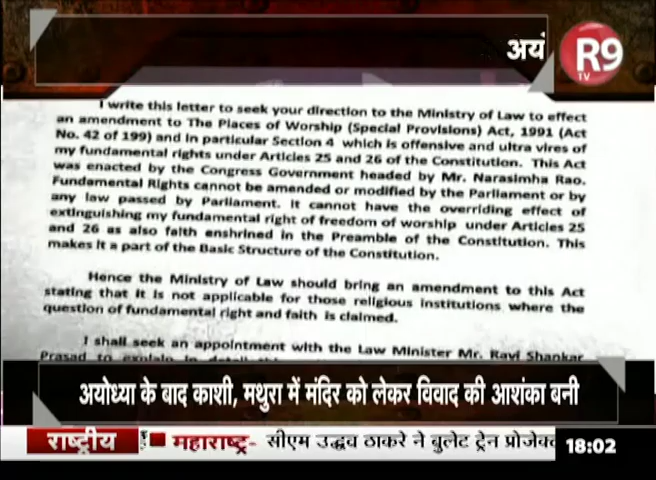 अयं
R9
TV
I write this letter to seek your direction to the Ministry of Law to effect
an amendment to The Places of Worship (Special Provisions) Act, 1991 (Act
No. 42 of 199) and in particular Section 4 which is offensive and ultra vires of
my fundamental rights under Articles 25 and 26 of the Constitution. This Act
was enacted by the Congress Government headed by Mr. Narasimha Rao.
Fundamental Rights cannot be amended or modified by the Parliament or by
any law passed by Parliament. It cannot have the overriding effect of
extinguishing my fundamental right of freedom of worship under Articles 25
and 26 as also faith enshrined in the Preamble of the Constitution. This
makes it a part of the Basic Structure of the Constitution.
Hence the Ministry of Law should bring an amendment to this Act
stating that it is not applicable for those religious institutions where the
question of fundamental right and faith is claimed.
I shall seek an appointment with the Law Minister Mr. Ravi Shankar
Prasad to explain in detail
अयोध्या के बाद काशी, मथुरा में मंदिर को लेकर विवाद की आशंका बनी
राष्ट्रीय
महाराष्ट्र- सीएम उद्धव ठाकरे ने बुलेट ट्रेन प्रोजेक्ट
18:02